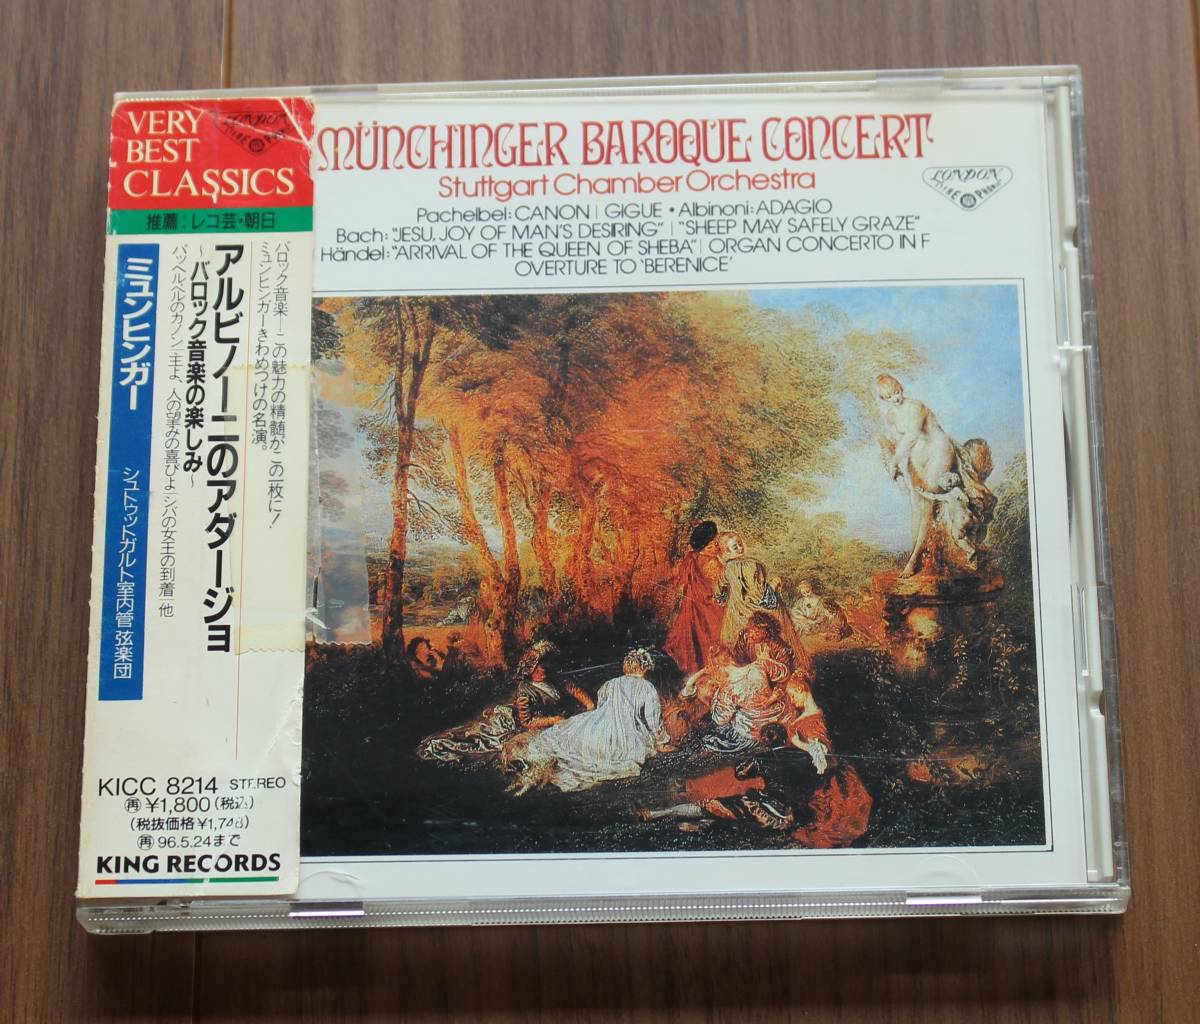 VERY
BEST
CLASSICS
推薦：レコ芸・朝日
バロック音楽—この魅力の精髄が、この一枚に！
ミュンヒンガーきわめつけの名演。
アルビノーニのアダージョ
～バロック音楽の楽しみ～
パッヘルベルのカノン｜主よ、人の望みの喜びよ｜シバの女王の到着｜他
ミュンヒンガー
シュトゥットガルト室内管弦楽団
KICC 8214 STEREO
再 ¥1,800(税込)
(税抜価格¥1,748)
再 96.5.24まで
KING RECORDS
MÜNCHINGER BAROQUE CONCERT
Stuttgart Chamber Orchestra
LONDON
Pachelbel: CANON | GIGUE • Albinoni: ADAGIO
Bach: "JESU, JOY OF MAN'S DESIRING" | "SHEEP MAY SAFELY GRAZE"
Händel: "ARRIVAL OF THE QUEEN OF SHEBA" | ORGAN CONCERTO IN F
OVERTURE TO 'BERENICE'